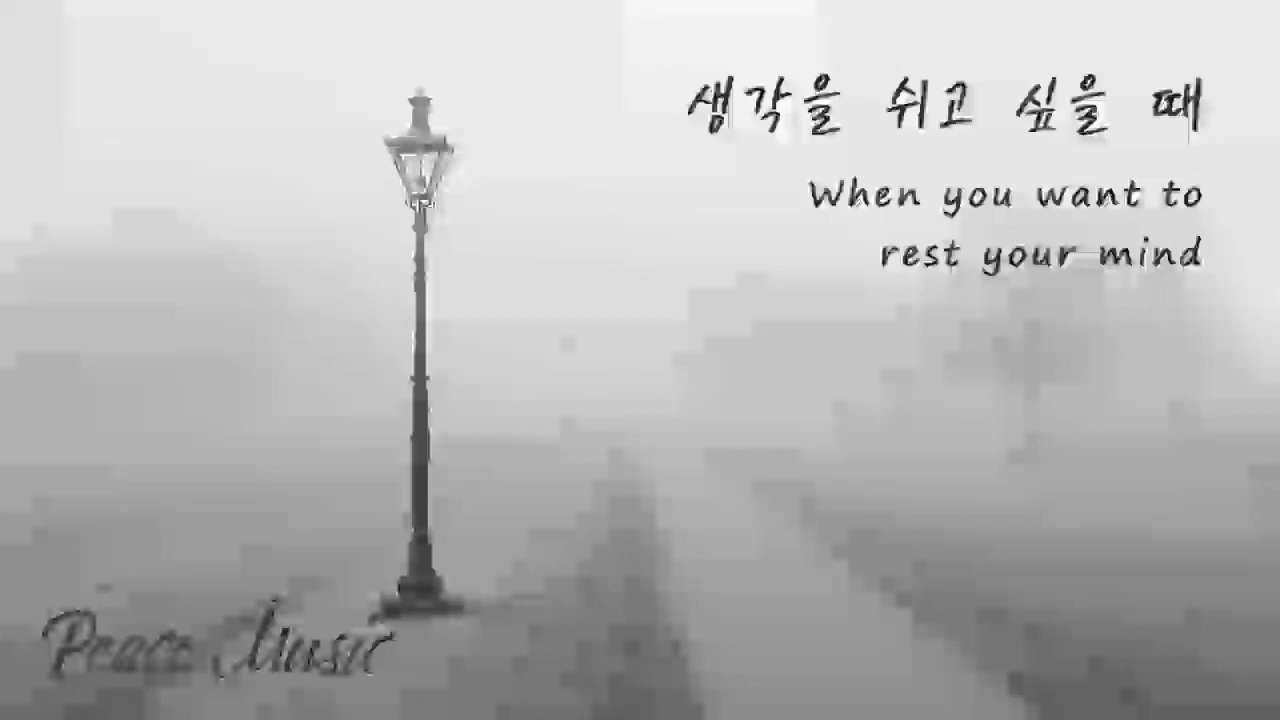 생각을 쉬고 싶을 때
When you want to
rest your mind
Peace Music